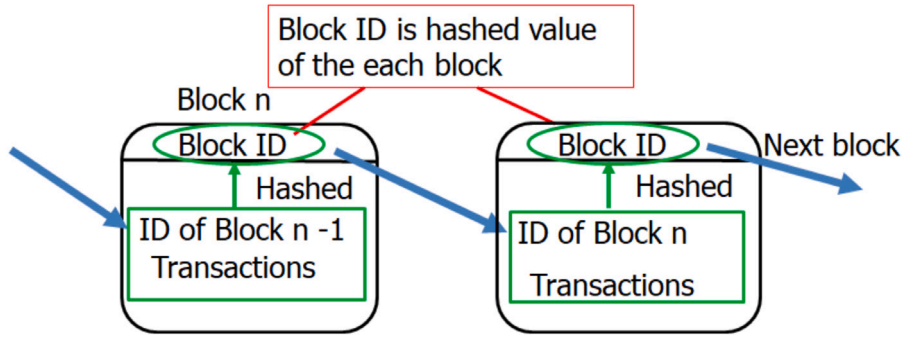 Block ID is hashed value
of the each block
Block n
Block ID
Hashed
ID of Block n -1
Transactions
Block ID
Next block
Hashed
ID of Block n
Transactions